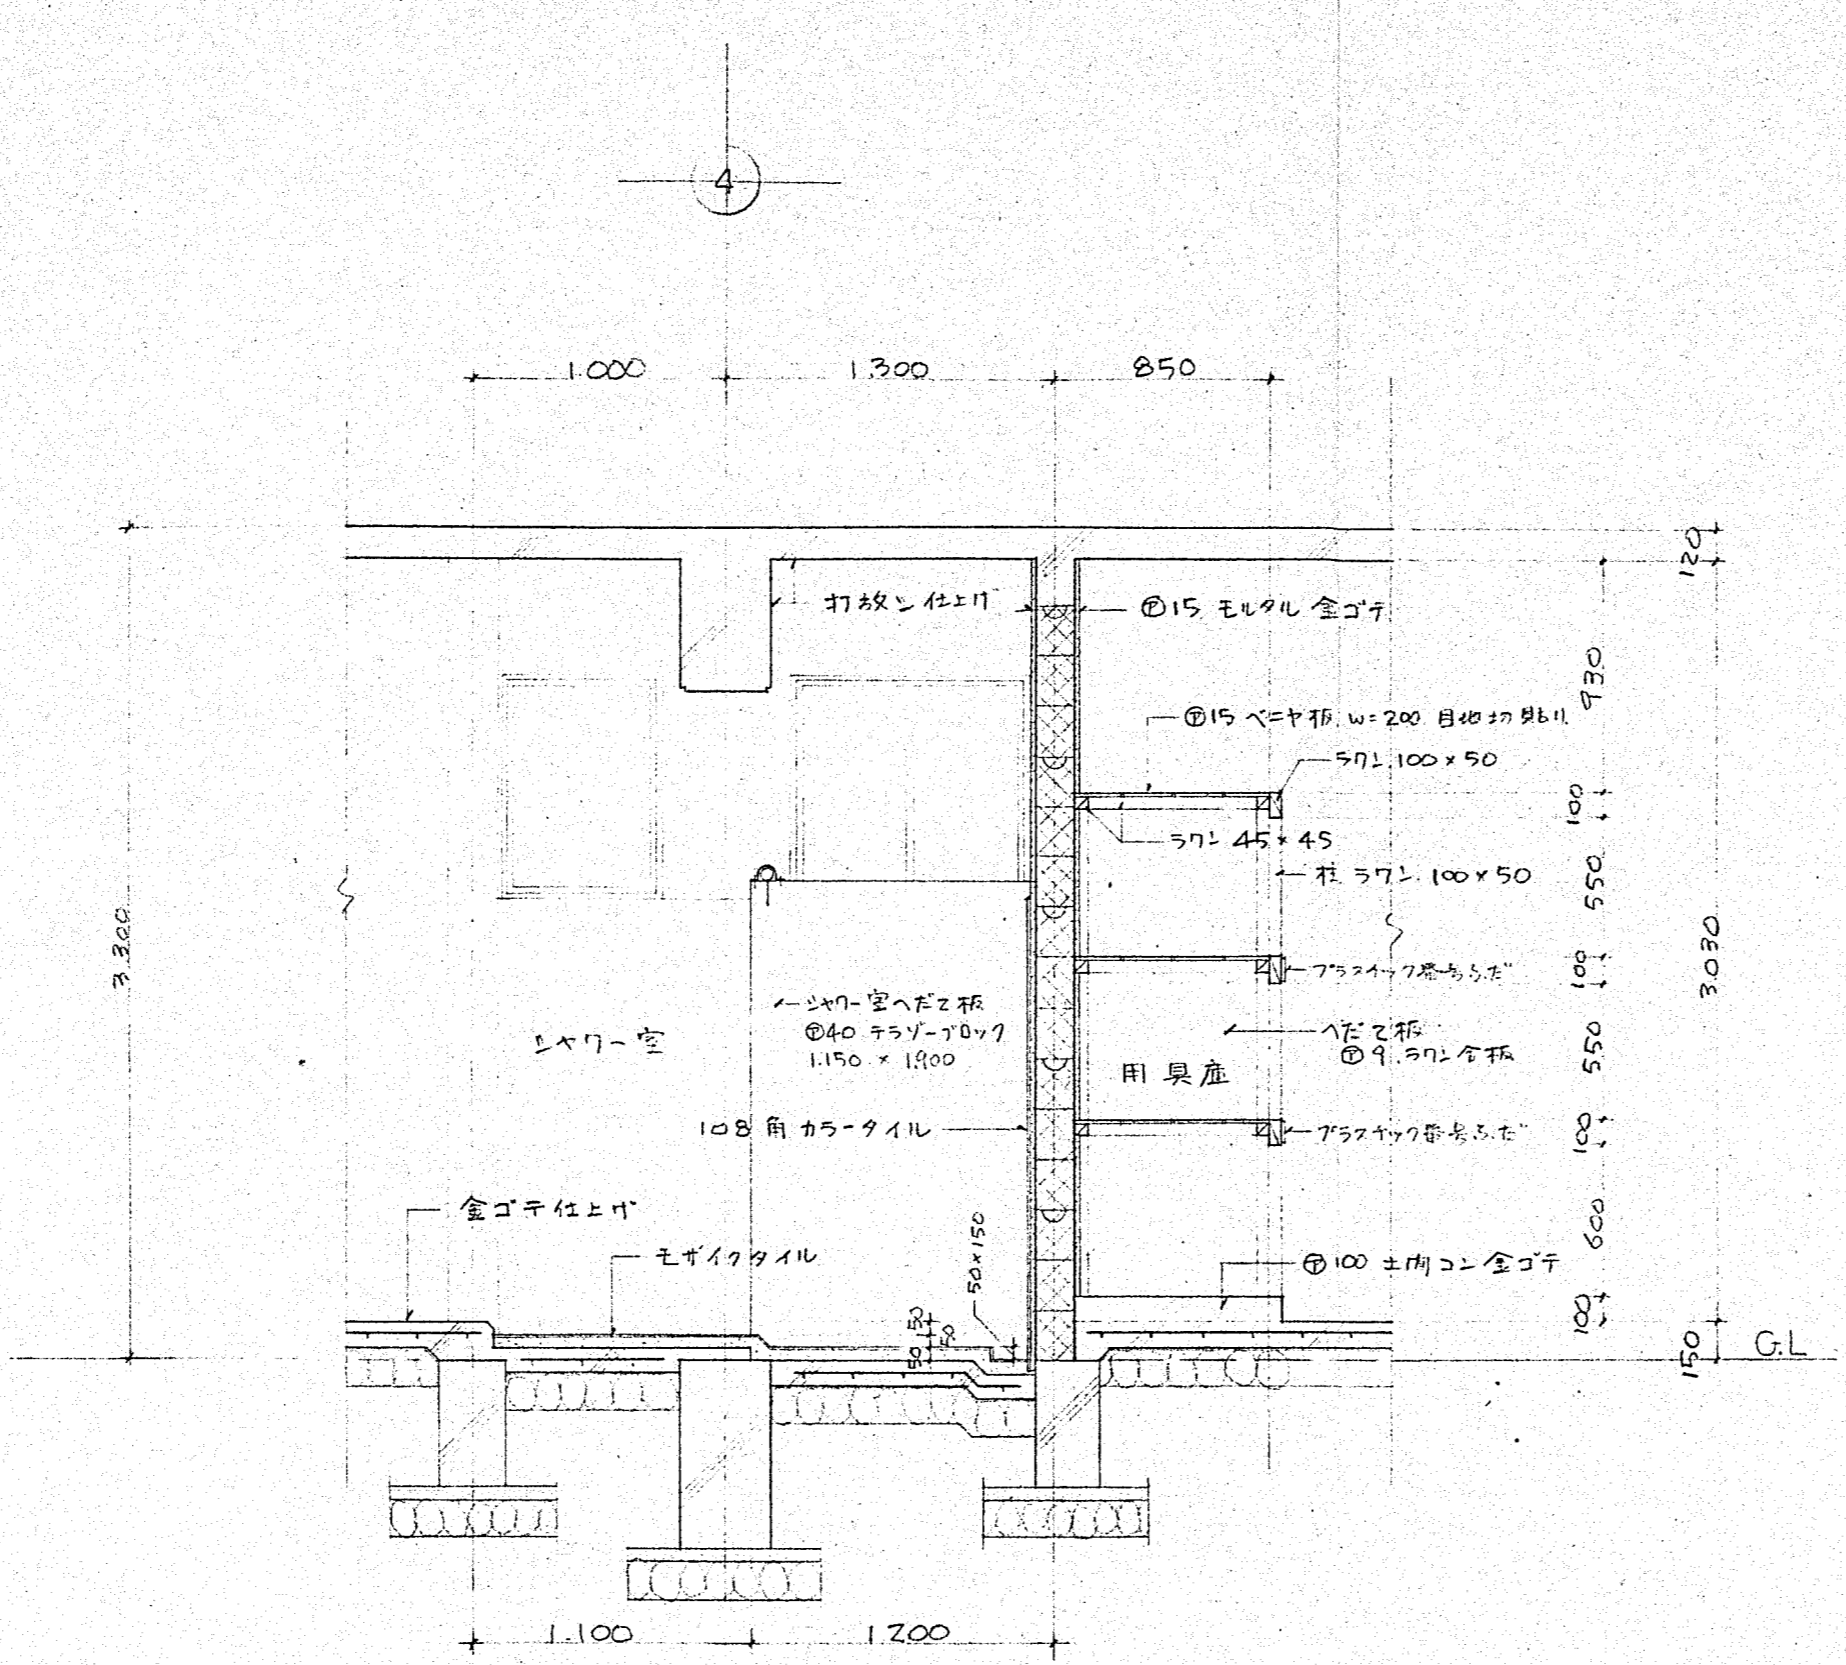 4
1.000
1.300
850
120
打放シ仕上げ
Ⓣ15 モルタル 金ゴテ
930
Ⓣ15 ベニヤ板 W=200 目地切貼り
ラワン 100×50
100
ラワン 45×45
柱 ラワン 100×50
550
3.300
3.030
100
プラスチック番号ふだ
シャワー室へだて板
Ⓣ40 テラゾーブロック
1.150 × 1.900
シャワー室
へだて板
Ⓣ9 ラワン合板
550
用具庫
108角カラータイル
プラスチック番号ふだ
100
金ゴテ仕上げ
600
モザイクタイル
50×150
Ⓣ100 土間コン金ゴテ
100
50
50
50
150
G.L
1.100
1.200